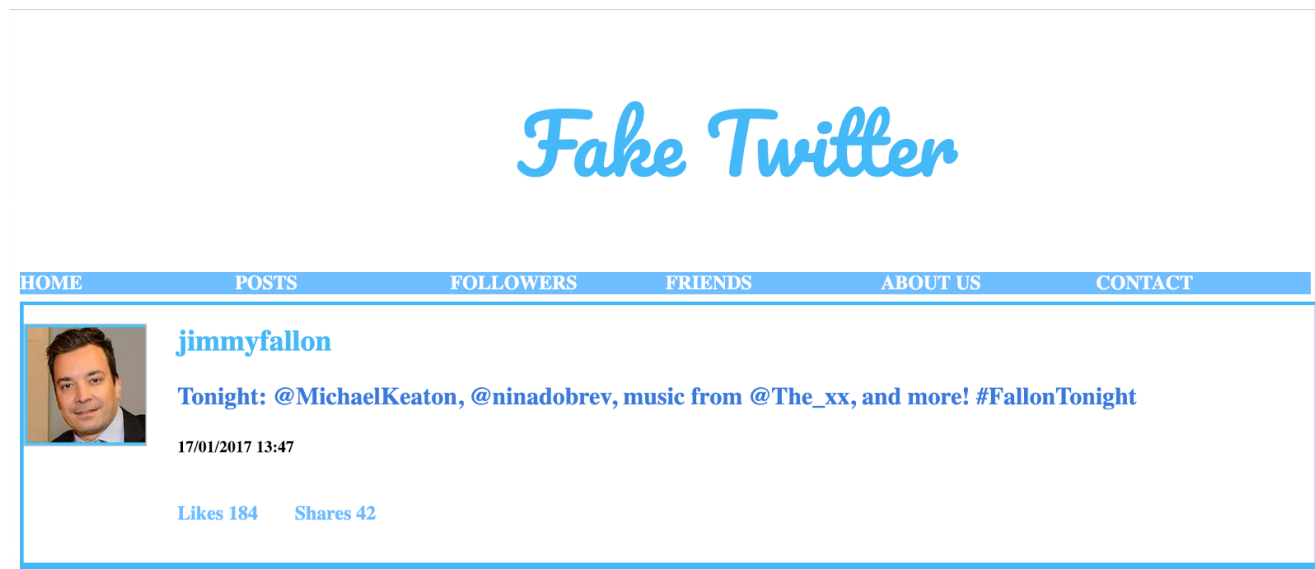 Fake Twitter
HOME POSTS FOLLOWERS FRIENDS ABOUT US CONTACT
jimmyfallon
Tonight: @MichaelKeaton, @ninadobrev, music from @The_xx, and more! #FallonTonight
17/01/2017 13:47
Likes 184 Shares 42